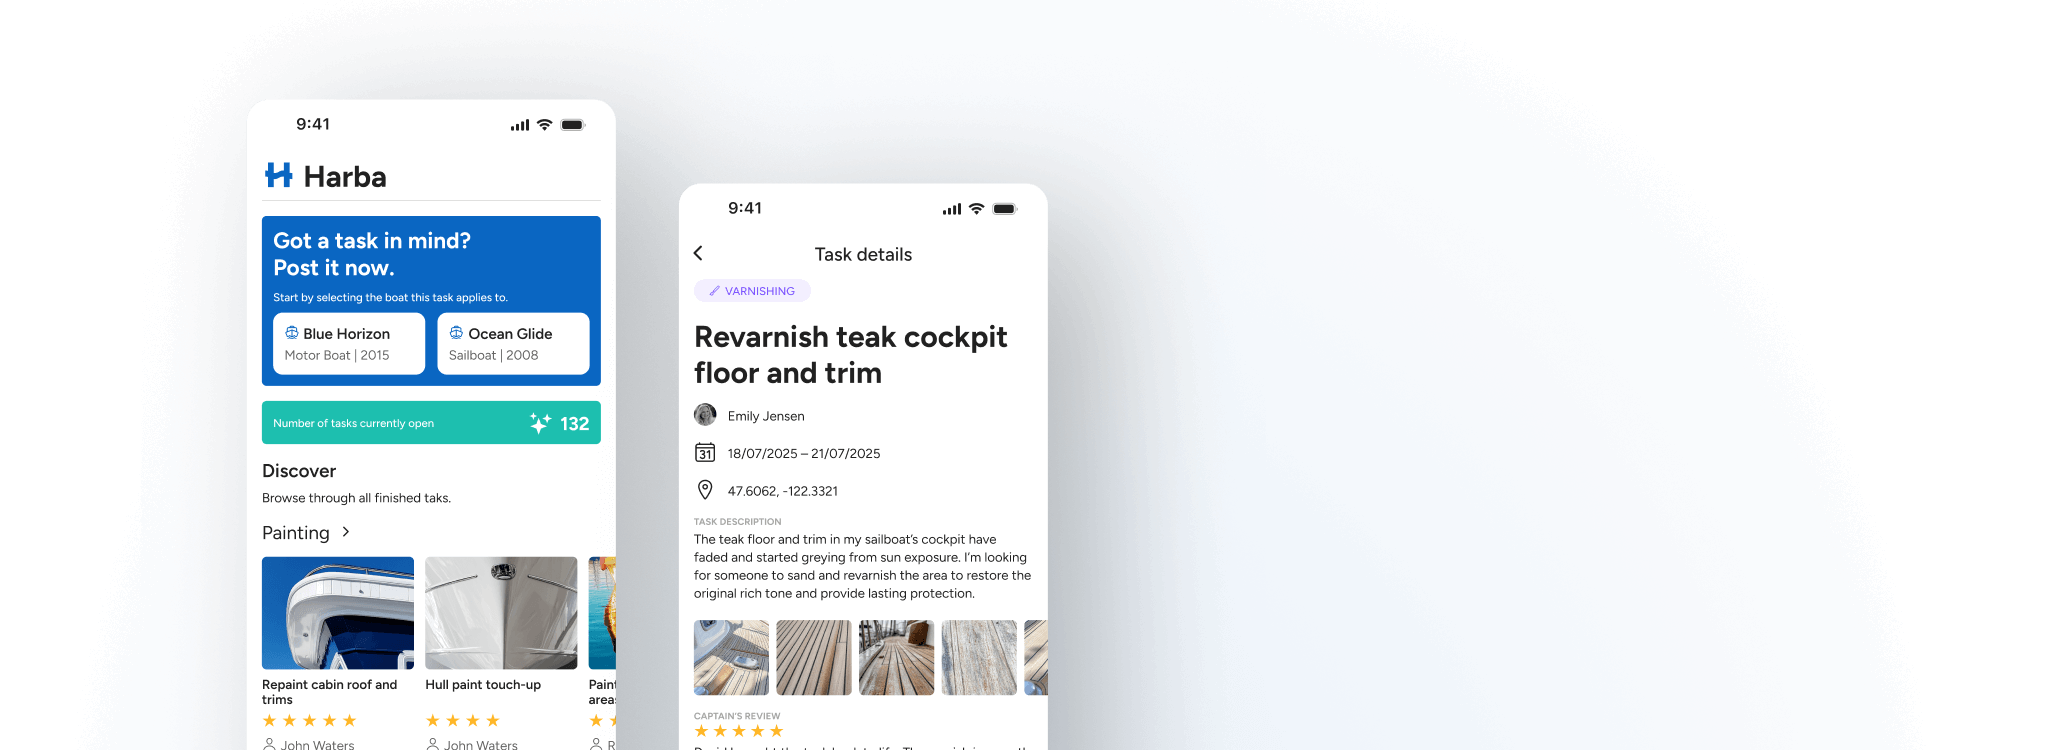 9:41
Harba
Got a task in mind?
Post it now.
Start by selecting the boat this task applies to.
Blue Horizon
Motor Boat | 2015
Ocean Glide
Sailboat | 2008
Number of tasks currently open
132
Discover
Browse through all finished taks.
Painting
Repaint cabin roof and
trims
John Waters
Hull paint touch-up
John Waters
9:41
Task details
VARNISHING
Revarnish teak cockpit
floor and trim
Emily Jensen
31
18/07/2025 – 21/07/2025
47.6062, -122.3321
TASK DESCRIPTION
The teak floor and trim in my sailboat's cockpit have
faded and started greying from sun exposure. I'm looking
for someone to sand and revarnish the area to restore the
original rich tone and provide lasting protection.
CAPTAIN'S REVIEW